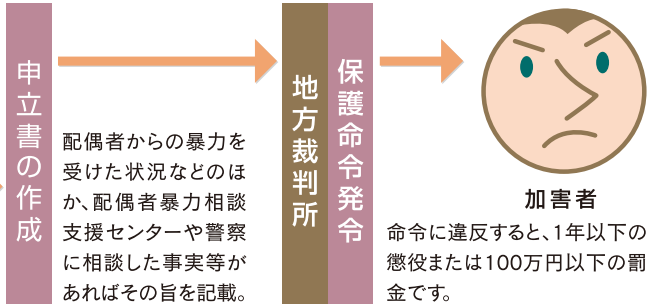 申立書の作成
配偶者からの暴力を
受けた状況などのほ
か、配偶者暴力相談
支援センターや警察
に相談した事実等が
あればその旨を記載。
地方裁判所
保護命令発令
加害者
命令に違反すると、1年以下の
懲役または100万円以下の罰
金です。